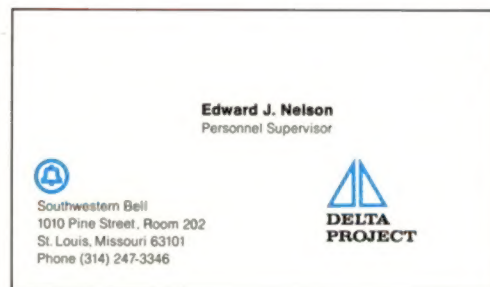 Edward J. Nelson
Personnel Supervisor
Southwestern Bell
1010 Pine Street, Room 202
St. Louis, Missouri 63101
Phone (314) 247-3346
DELTA
PROJECT